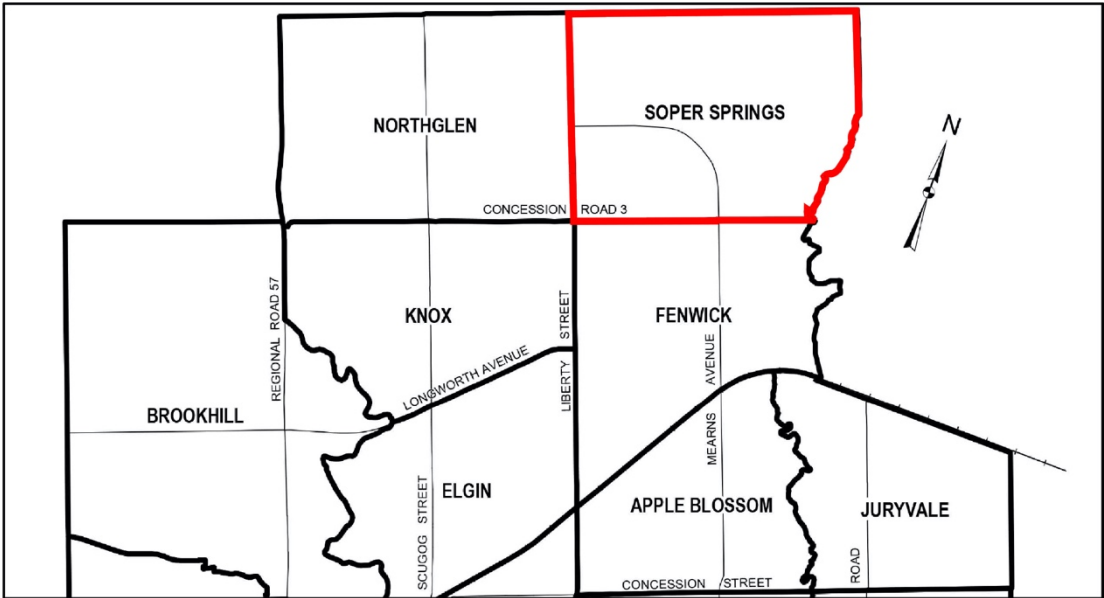 N
SOPER SPRINGS
NORTHGLEN
CONCESSION ROAD 3
REGIONAL ROAD 57
KNOX
LIBERTY STREET
FENWICK
LONGWORTH AVENUE
MEARNS AVENUE
BROOKHILL
ELGIN
SCUGOG STREET
APPLE BLOSSOM
JURYVALE
ROAD
CONCESSION STREET